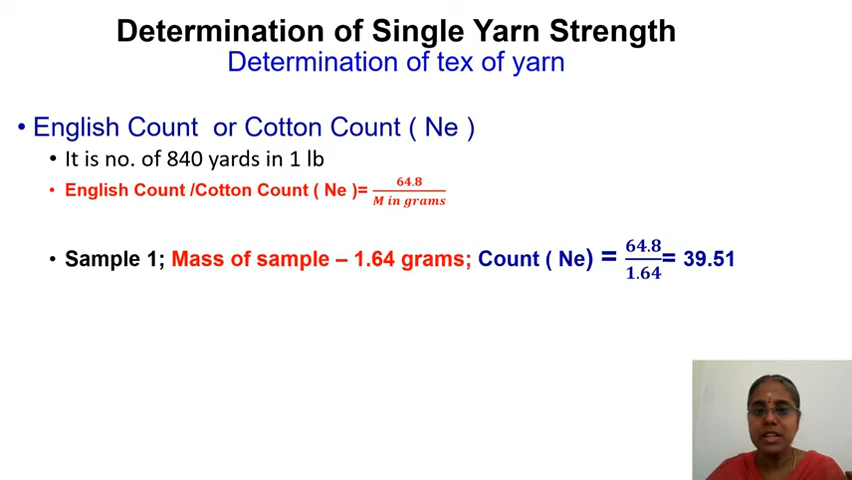 Determination of Single Yarn Strength
Determination of tex of yarn
• English Count or Cotton Count ( Ne )
• It is no. of 840 yards in 1 lb
• English Count /Cotton Count ( Ne )= 64.8 / M in grams
• Sample 1; Mass of sample – 1.64 grams; Count ( Ne) = 64.8 / 1.64 = 39.51